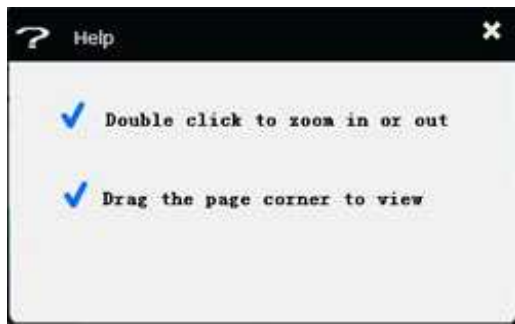 Help
Double click to zoom in or out
Drag the page corner to view